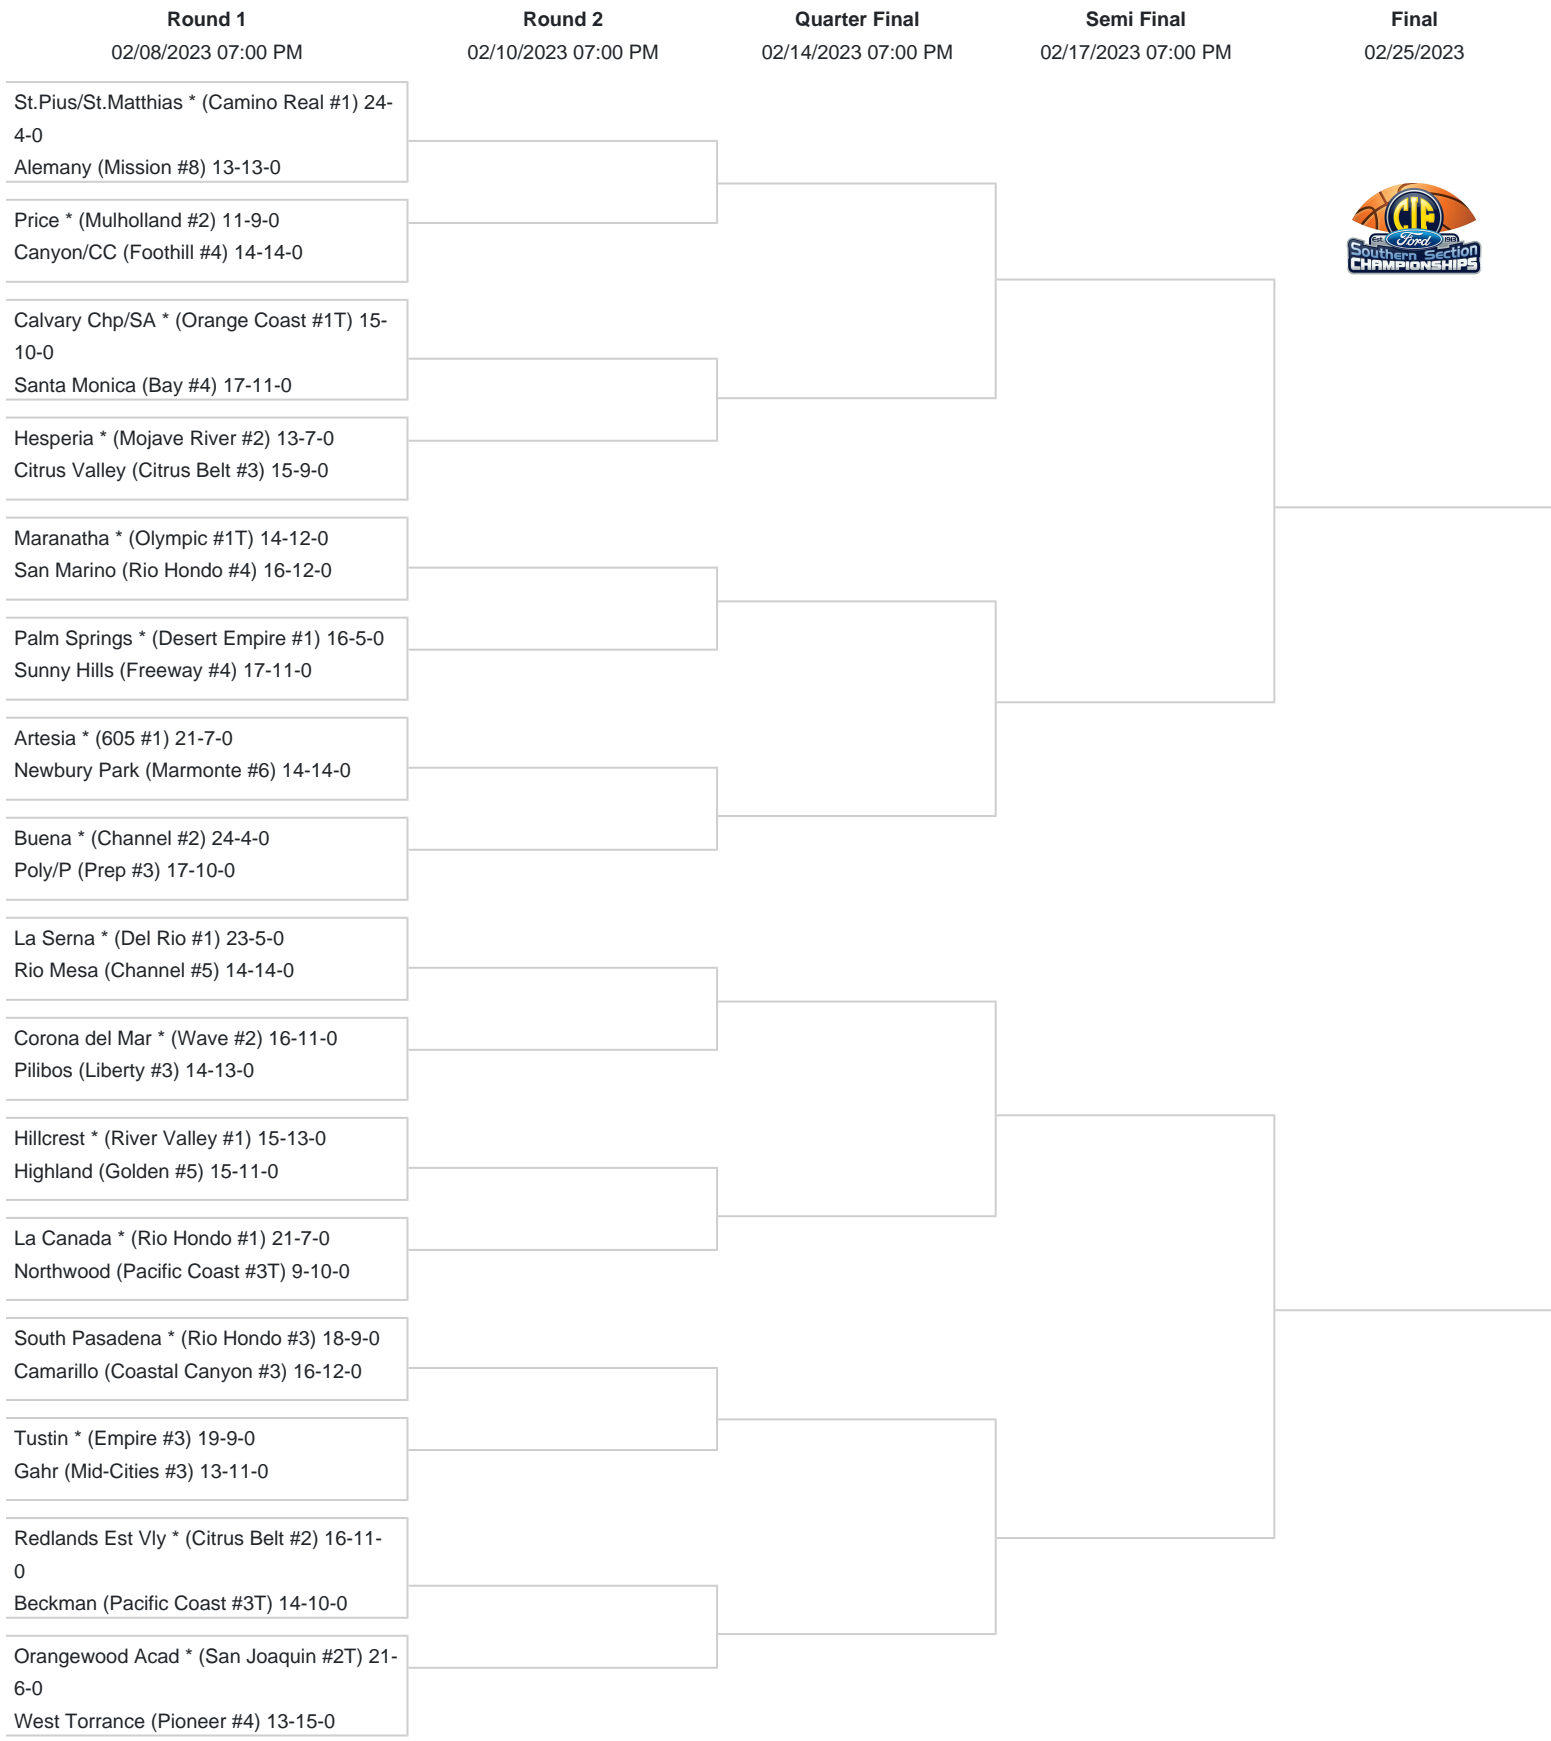 Round 1
Round 2
Quarter Final
Semi Final
Final
02/08/2023 07:00 PM
02/10/2023 07:00 PM
02/14/2023 07:00 PM
02/17/2023 07:00 PM
02/25/2023
St.Pius/St.Matthias * (Camino Real #1) 24-
4-0
Alemany (Mission #8) 13-13-0
Price * (Mulholland #2) 11-9-0
Canyon/CC (Foothill #4) 14-14-0
Calvary Chp/SA * (Orange Coast #1T) 15-
10-0
Santa Monica (Bay #4) 17-11-0
Hesperia * (Mojave River #2) 13-7-0
Citrus Valley (Citrus Belt #3) 15-9-0
Maranatha * (Olympic #1T) 14-12-0
San Marino (Rio Hondo #4) 16-12-0
Palm Springs * (Desert Empire #1) 16-5-0
Sunny Hills (Freeway #4) 17-11-0
Artesia * (605 #1) 21-7-0
Newbury Park (Marmonte #6) 14-14-0
Buena * (Channel #2) 24-4-0
Poly/P (Prep #3) 17-10-0
La Serna * (Del Rio #1) 23-5-0
Rio Mesa (Channel #5) 14-14-0
Corona del Mar * (Wave #2) 16-11-0
Pilibos (Liberty #3) 14-13-0
Hillcrest * (River Valley #1) 15-13-0
Highland (Golden #5) 15-11-0
La Canada * (Rio Hondo #1) 21-7-0
Northwood (Pacific Coast #3T) 9-10-0
South Pasadena * (Rio Hondo #3) 18-9-0
Camarillo (Coastal Canyon #3) 16-12-0
Tustin * (Empire #3) 19-9-0
Gahr (Mid-Cities #3) 13-11-0
Redlands Est Vly * (Citrus Belt #2) 16-11-
0
Beckman (Pacific Coast #3T) 14-10-0
Orangewood Acad * (San Joaquin #2T) 21-
6-0
West Torrance (Pioneer #4) 13-15-0
CIF
Est. Ford 1913
Southern Section
CHAMPIONSHIPS